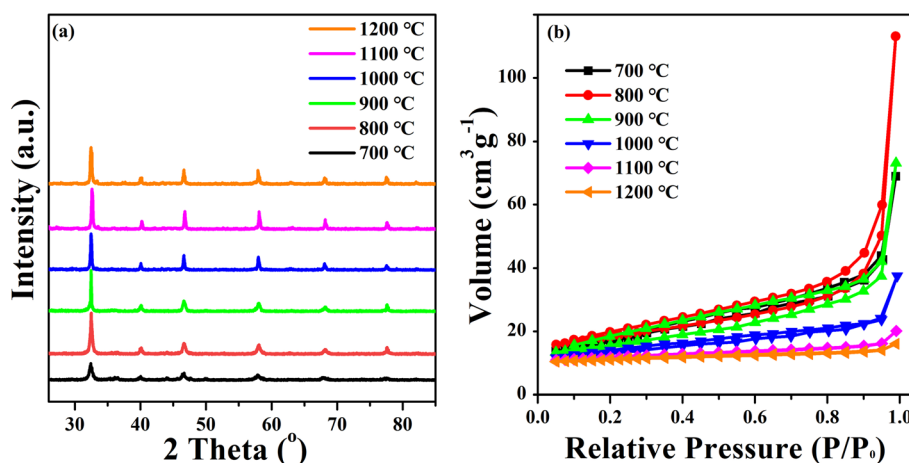 (a)
1200 °C
1100 °C
1000 °C
900 °C
800 °C
700 °C
Intensity (a.u.)
30 40 50 60 70 80
2 Theta (°)
(b)
700 °C
800 °C
900 °C
1000 °C
1100 °C
1200 °C
Volume (cm³g⁻¹)
100
80
60
40
20
0
0.0 0.2 0.4 0.6 0.8 1.0
Relative Pressure (P/P₀)